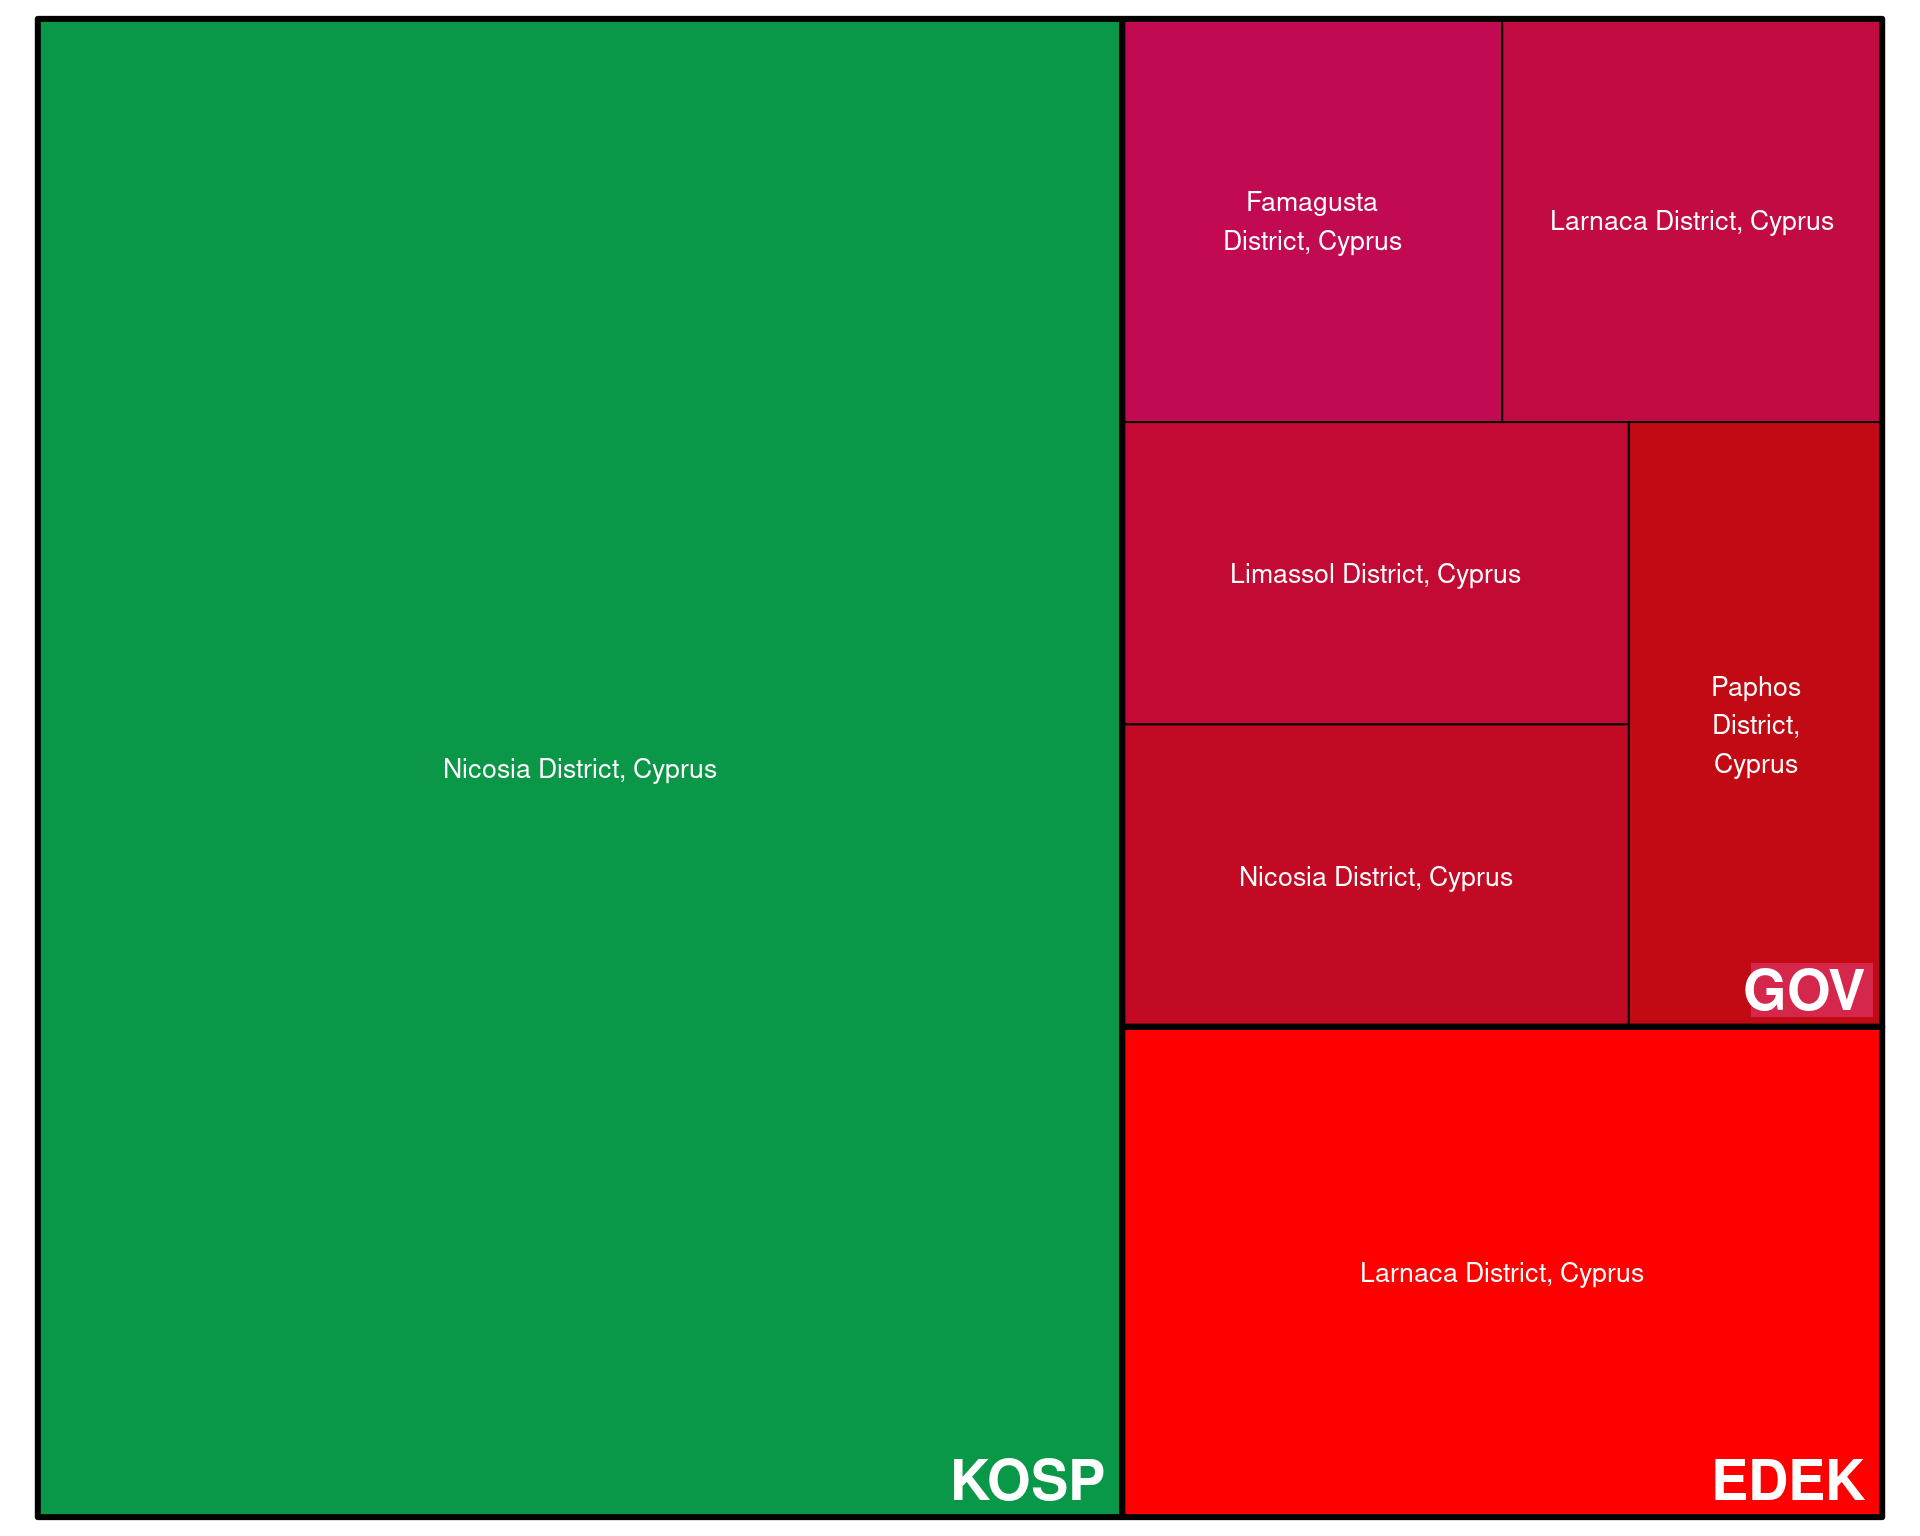 Nicosia District, Cyprus
KOSP
Famagusta
District, Cyprus
Larnaca District, Cyprus
Limassol District, Cyprus
Nicosia District, Cyprus
Paphos
District,
Cyprus
GOV
Larnaca District, Cyprus
EDEK